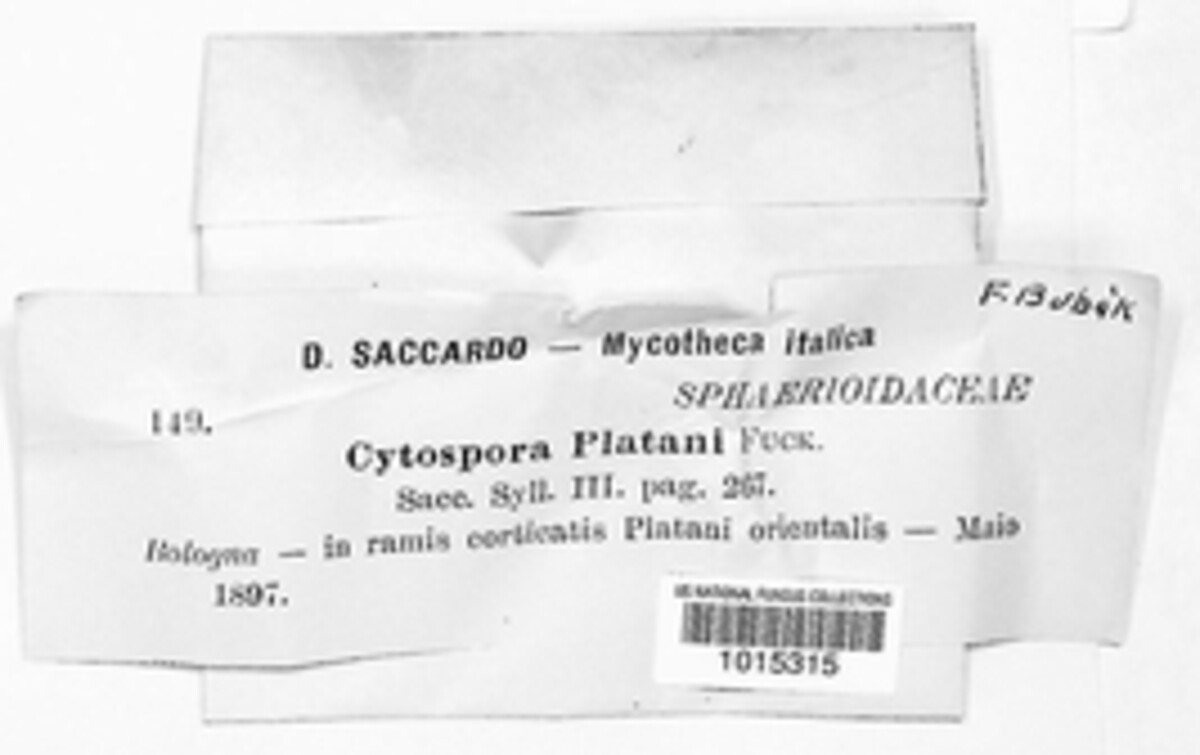 F. Bubák
D. SACCARDO — Mycotheca italica
SPHAERIOIDACEAE
149.
Cytospora Platani Fuck.
Sacc. Syll. III. pag. 267.
Bologna — in ramis corticatis Platani orientalis — Maio
1897.
US NATIONAL FUNGUS COLLECTIONS
1015315